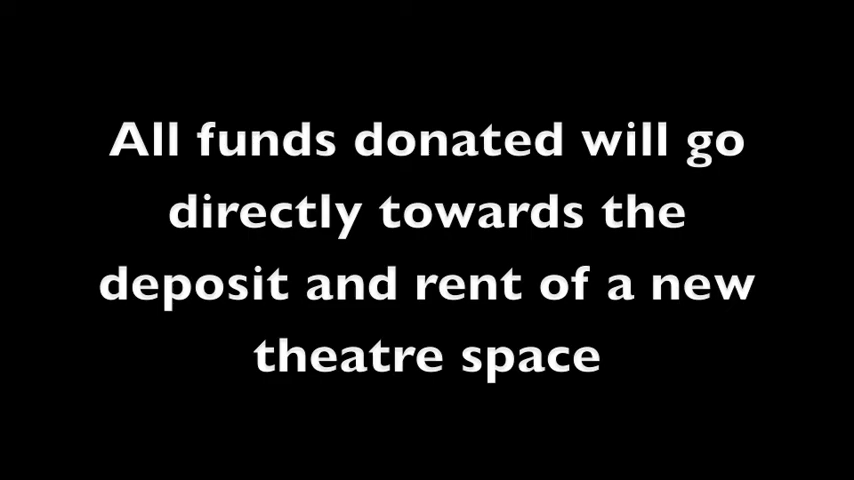 All funds donated will go
directly towards the
deposit and rent of a new
theatre space